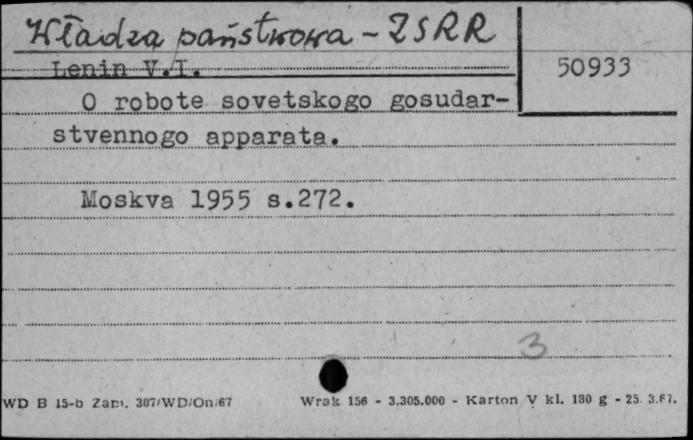 Władza państwowa - ZSRR
Lenin V.I.
50933
O robote sovetskogo gosudar-
stvennogo apparata.
Moskva 1955 s.272.
3
WD B 15-b Zam. 307/WD/On/67
Wrak 156 - 3.305.000 - Karton V kl. 180 g - 25. 3.67.